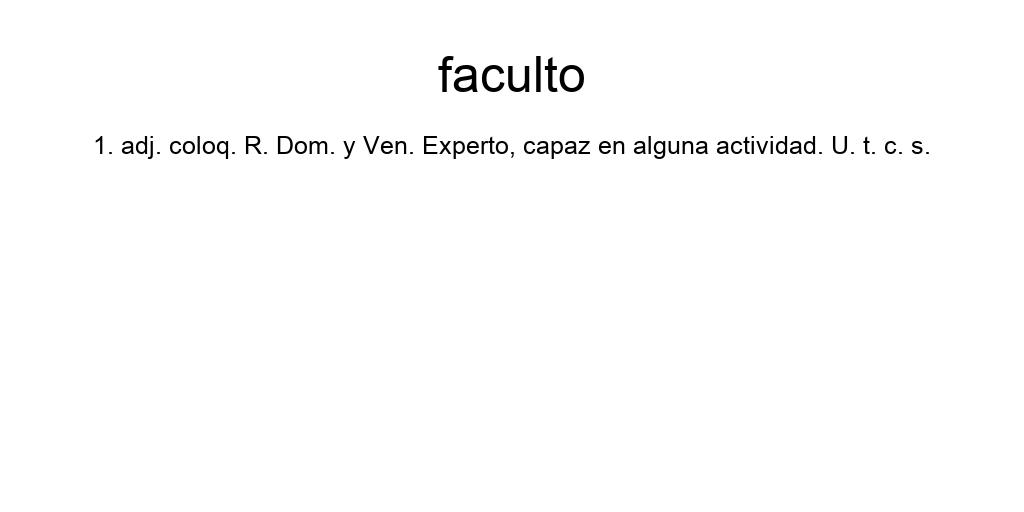 faculto
1. adj. coloq. R. Dom. y Ven. Experto, capaz en alguna actividad. U. t. c. s.